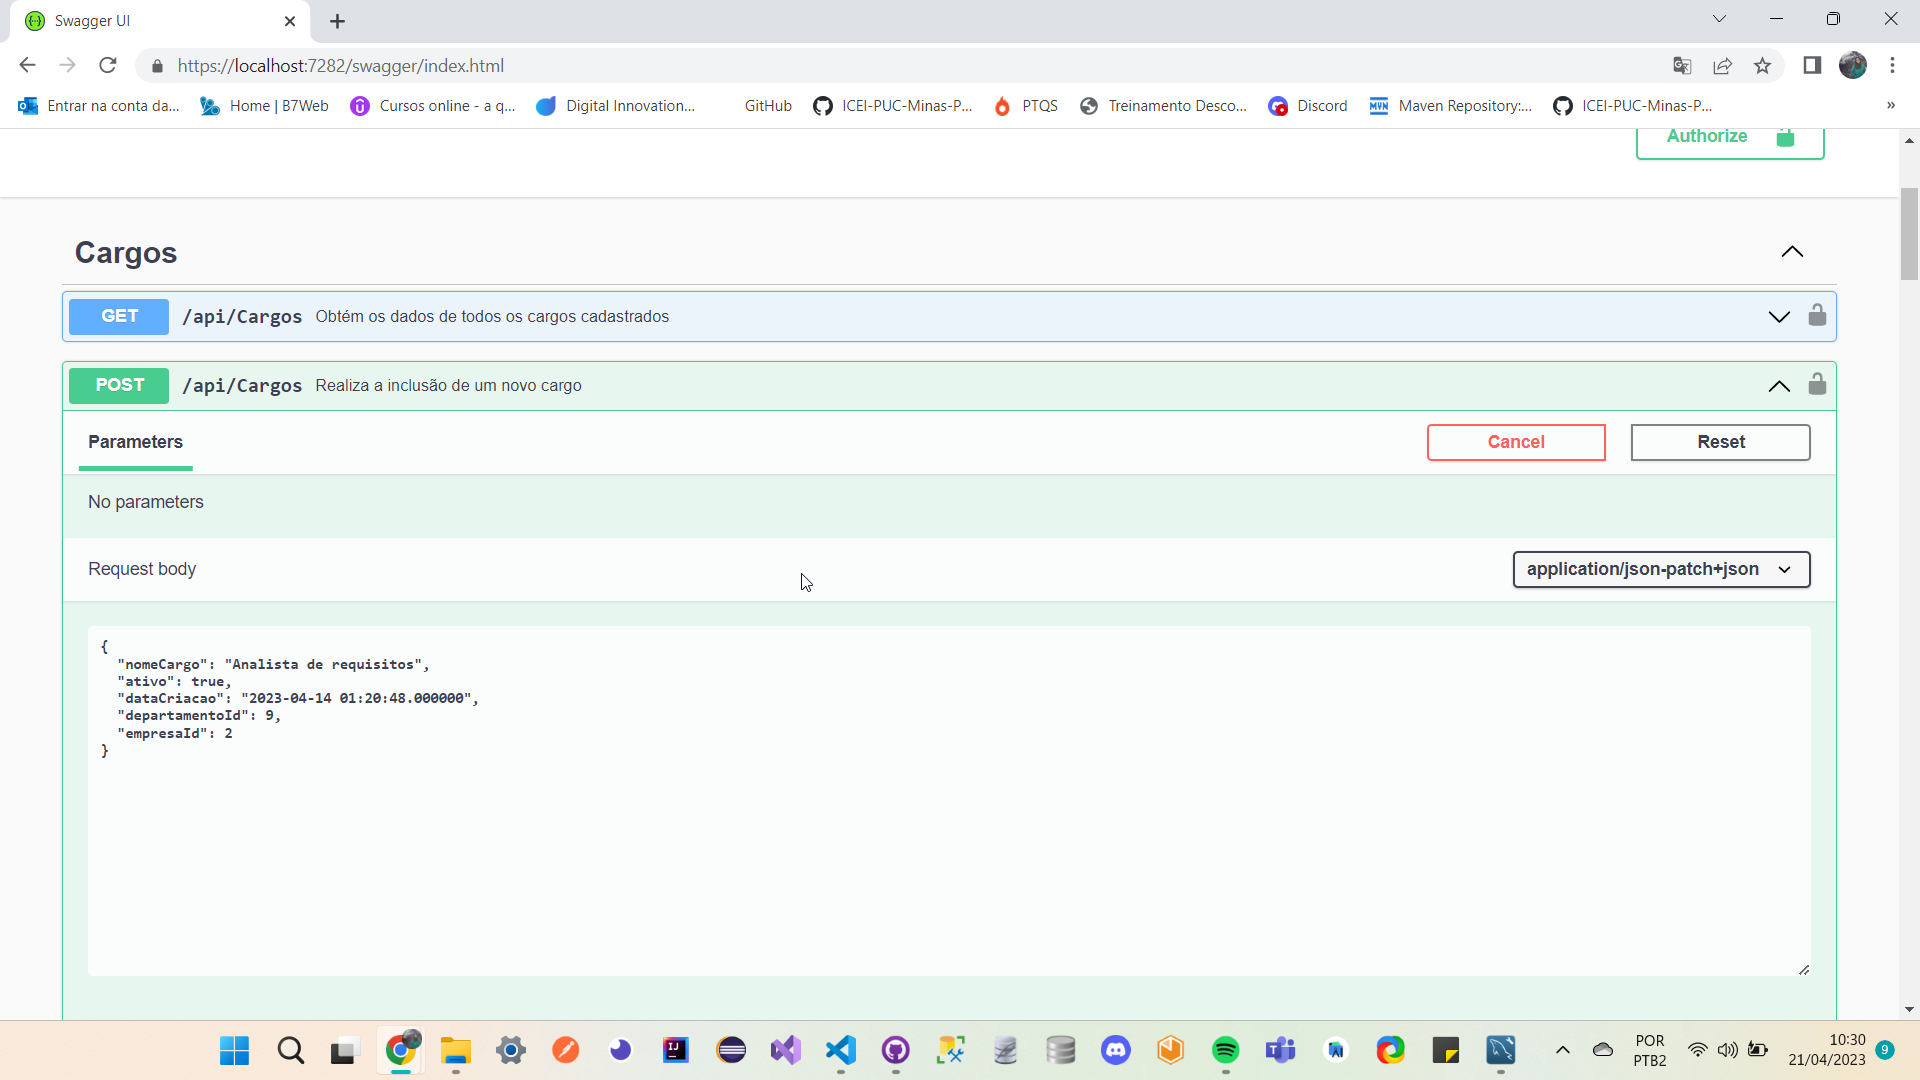 Swagger UI
https://localhost:7282/swagger/index.html
Entrar na conta da...
Home | B7Web
Cursos online - a q...
Digital Innovation...
GitHub
ICEI-PUC-Minas-P...
PTQS
Treinamento Desco...
Discord
MVN
Maven Repository:...
ICEI-PUC-Minas-P...
»
Authorize
Cargos
GET /api/Cargos Obtém os dados de todos os cargos cadastrados
POST /api/Cargos Realiza a inclusão de um novo cargo
Parameters
Cancel
Reset
No parameters
Request body
application/json-patch+json
{
"nomeCargo": "Analista de requisitos",
"ativo": true,
"dataCriacao": "2023-04-14 01:20:48.000000",
"departamentoId": 9,
"empresaId": 2
}
POR
PTB2
10:30
21/04/2023
9